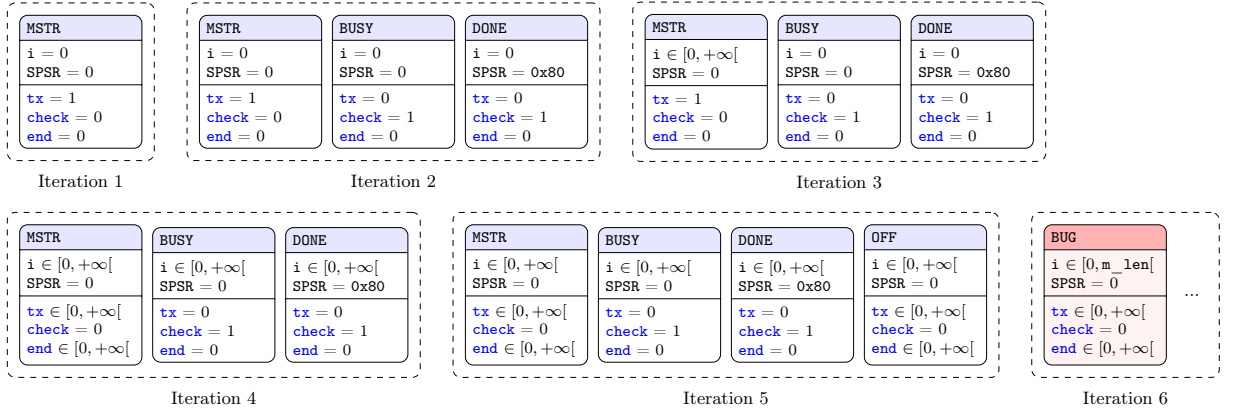 MSTR
i = 0
SPSR = 0
tx = 1
check = 0
end = 0
Iteration 1
MSTR
i = 0
SPSR = 0
tx = 1
check = 0
end = 0
BUSY
i = 0
SPSR = 0
tx = 0
check = 1
end = 0
DONE
i = 0
SPSR = 0x80
tx = 0
check = 1
end = 0
Iteration 2
MSTR
i ∈ [0, +∞[
SPSR = 0
tx = 1
check = 0
end = 0
BUSY
i = 0
SPSR = 0
tx = 0
check = 1
end = 0
DONE
i = 0
SPSR = 0x80
tx = 0
check = 1
end = 0
Iteration 3
MSTR
i ∈ [0, +∞[
SPSR = 0
tx ∈ [0, +∞[
check = 0
end ∈ [0, +∞[
BUSY
i ∈ [0, +∞[
SPSR = 0
tx = 0
check = 1
end = 0
DONE
i ∈ [0, +∞[
SPSR = 0x80
tx = 0
check = 1
end = 0
Iteration 4
MSTR
i ∈ [0, +∞[
SPSR = 0
tx ∈ [0, +∞[
check = 0
end ∈ [0, +∞[
BUSY
i ∈ [0, +∞[
SPSR = 0
tx = 0
check = 1
end = 0
DONE
i ∈ [0, +∞[
SPSR = 0x80
tx = 0
check = 1
end = 0
OFF
i ∈ [0, +∞[
SPSR = 0
tx ∈ [0, +∞[
check = 0
end ∈ [0, +∞[
Iteration 5
BUG
i ∈ [0, m_len[
SPSR = 0
tx ∈ [0, +∞[
check = 0
end ∈ [0, +∞[
...
Iteration 6